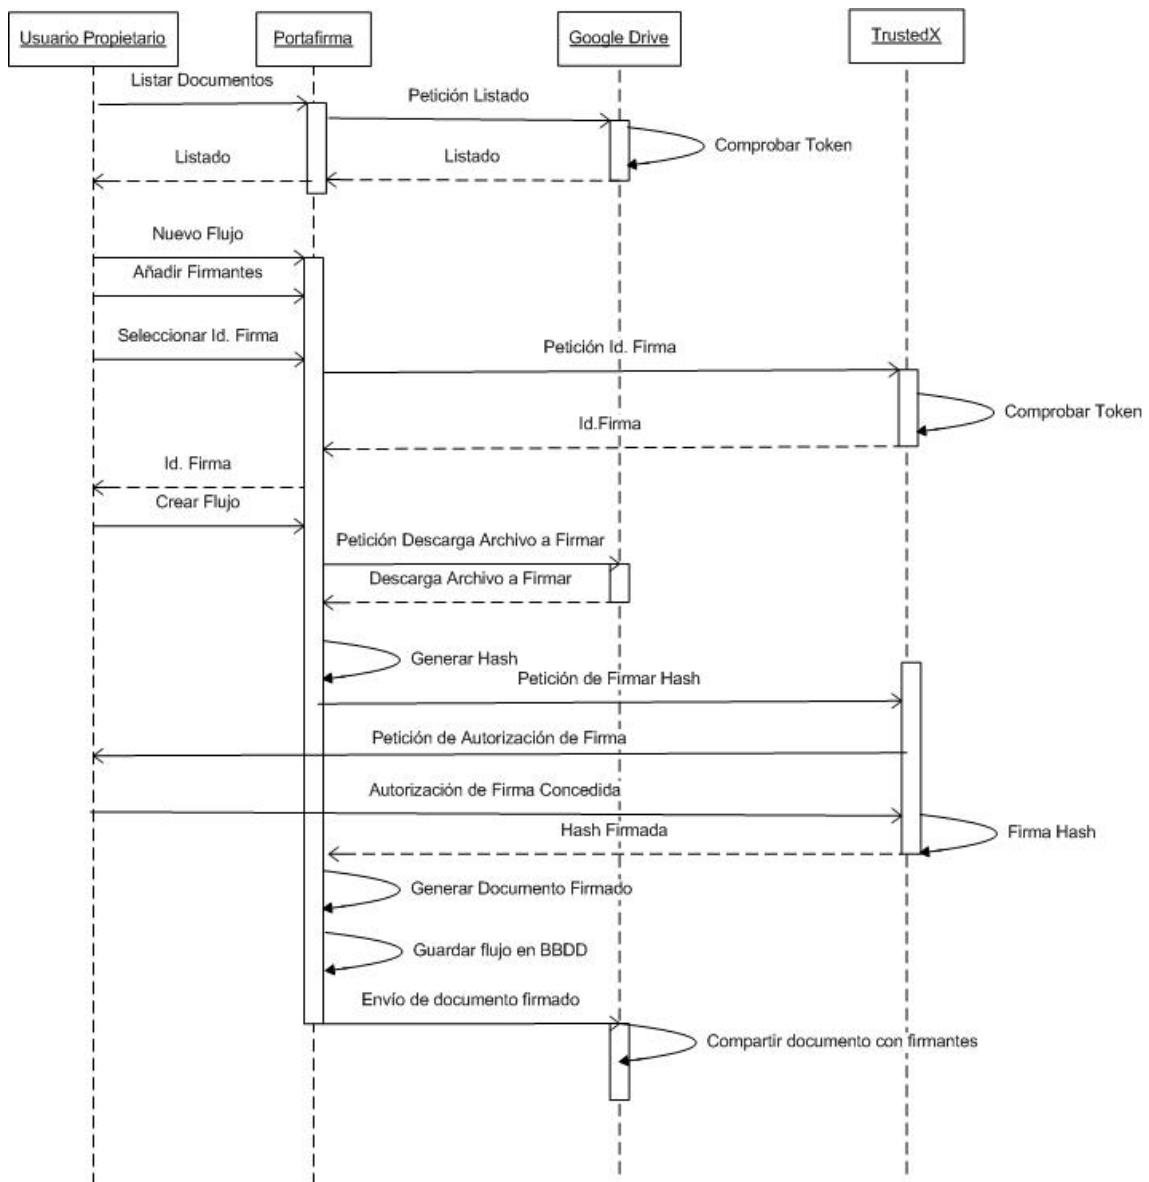 Usuario Propietario
Portafirma
Google Drive
TrustedX
Listar Documentos
Petición Listado
Comprobar Token
Listado
Listado
Nuevo Flujo
Añadir Firmantes
Seleccionar Id. Firma
Petición Id. Firma
Comprobar Token
Id.Firma
Id. Firma
Crear Flujo
Petición Descarga Archivo a Firmar
Descarga Archivo a Firmar
Generar Hash
Petición de Firmar Hash
Petición de Autorización de Firma
Autorización de Firma Concedida
Hash Firmada
Firma Hash
Generar Documento Firmado
Guardar flujo en BBDD
Envío de documento firmado
Compartir documento con firmantes